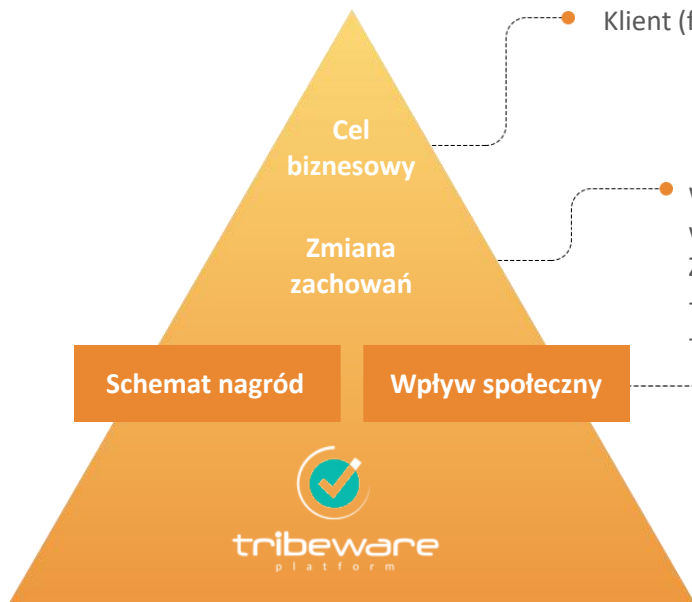 Klient (f
Cel
biznesowy
Zmiana
zachowań
Schemat nagród
Wpływ społeczny
tribeware
platform